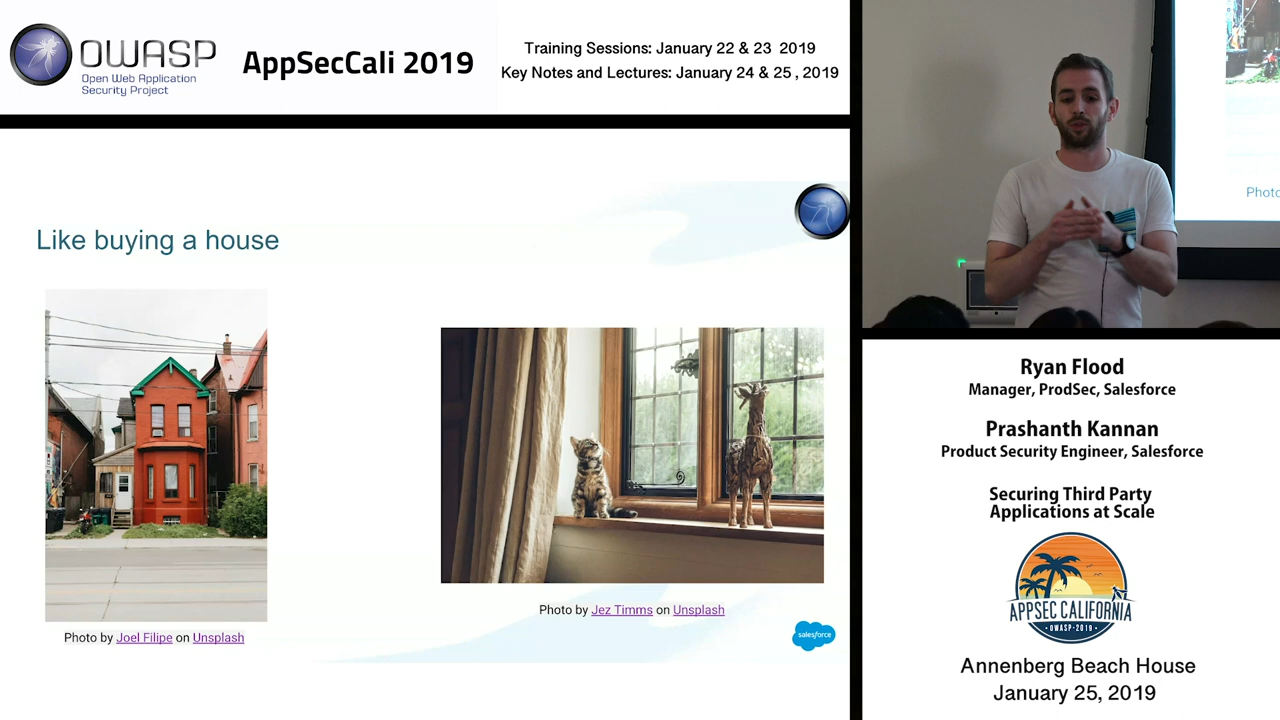 OWASP
Open Web Application
Security Project
AppSecCali 2019
Training Sessions: January 22 & 23 2019
Key Notes and Lectures: January 24 & 25 , 2019
Like buying a house
Photo by Joel Filipe on Unsplash
Photo by Jez Timms on Unsplash
salesforce
Photo
Ryan Flood
Manager, ProdSec, Salesforce
Prashanth Kannan
Product Security Engineer, Salesforce
Securing Third Party
Applications at Scale
APPSEC CALIFORNIA
OWASP-2019
Annenberg Beach House
January 25, 2019